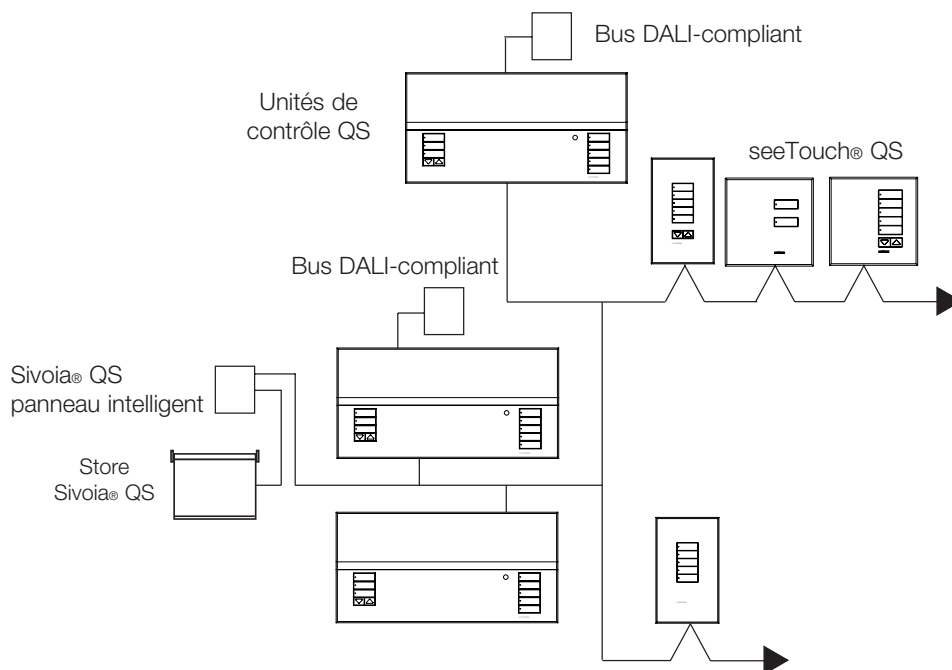 Bus DALI-compliant
Unités de
contrôle QS
seeTouch® QS
Bus DALI-compliant
Sivoia® QS
panneau intelligent
Store
Sivoia® QS